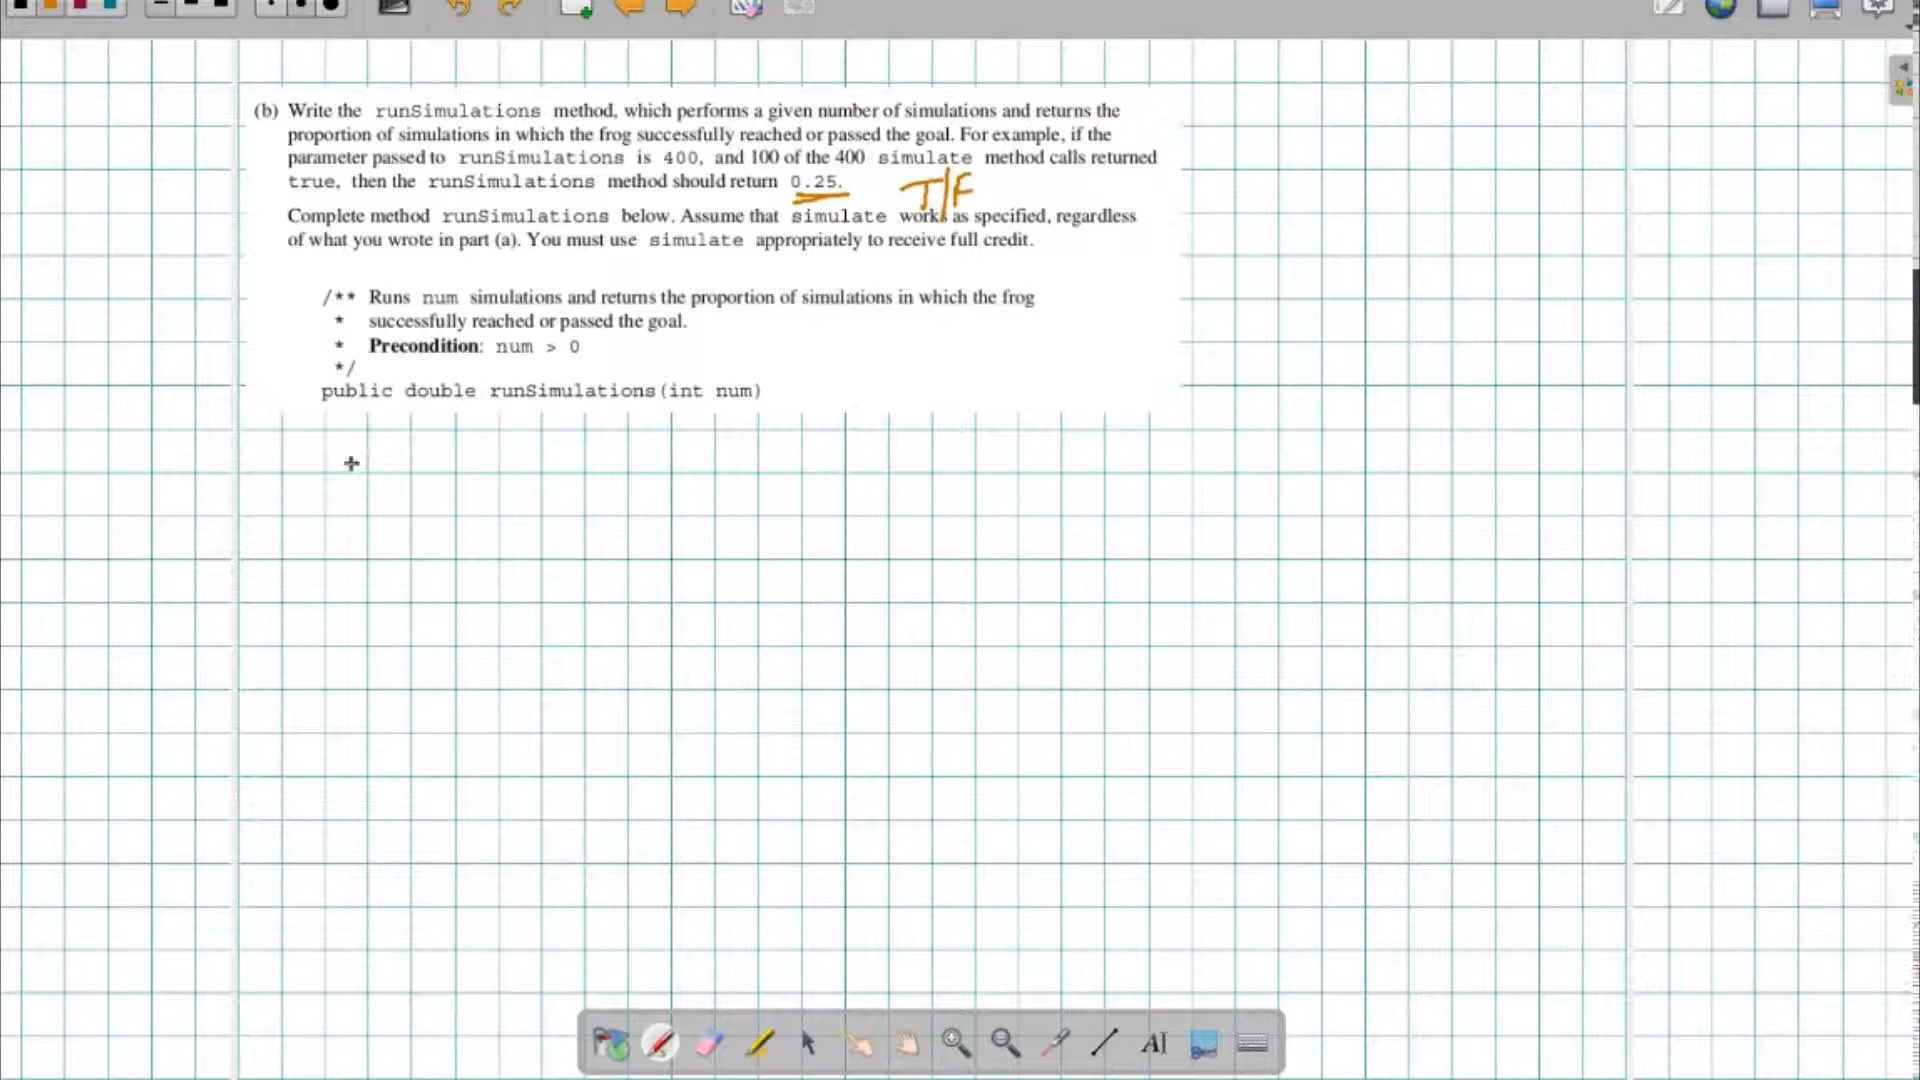 (b) Write the runSimulations method, which performs a given number of simulations and returns the
proportion of simulations in which the frog successfully reached or passed the goal. For example, if the
parameter passed to runSimulations is 400, and 100 of the 400 simulate method calls returned
true, then the runSimulations method should return 0.25.
T/F
Complete method runSimulations below. Assume that simulate works as specified, regardless
of what you wrote in part (a). You must use simulate appropriately to receive full credit.
/** Runs num simulations and returns the proportion of simulations in which the frog
* successfully reached or passed the goal.
* Precondition: num > 0
*/
public double runSimulations(int num)
AI